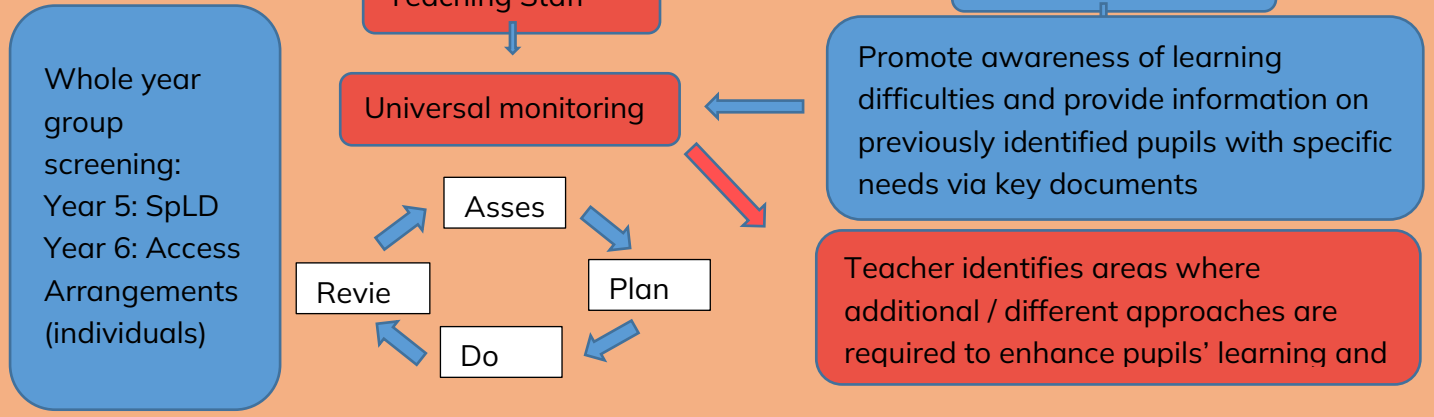 Teaching Staff
Whole year
group
screening:
Year 5: SpLD
Year 6: Access
Arrangements
(individuals)
Universal monitoring
Asses
Plan
Do
Revie
Promote awareness of learning
difficulties and provide information on
previously identified pupils with specific
needs via key documents
Teacher identifies areas where
additional / different approaches are
required to enhance pupils’ learning and